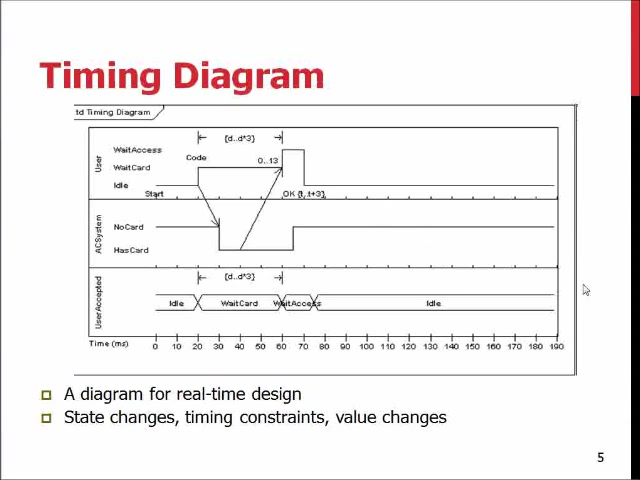 Timing Diagram
td Timing Diagram
{d..d*3}
WaitAccess
Code
0..13
WaitCard
User
Idle
Start
OK {t, t+3}
NoCard
ACSystem
HasCard
{d..d*3}
UserAccepted
Idle
WaitCard
WaitAccess
Idle
Time (ms)
0 10 20 30 40 50 60 70 80 90 100 110 120 130 140 150 160 170 180 190
A diagram for real-time design
State changes, timing constraints, value changes
5